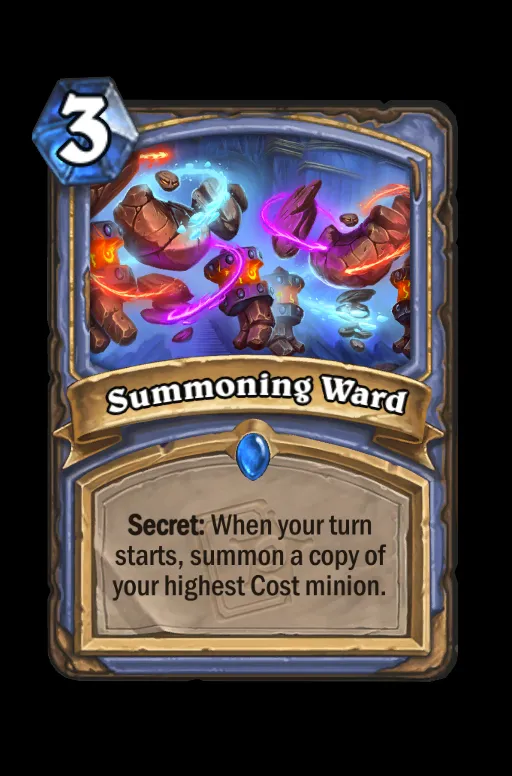 3
Summoning Ward
Secret: When your turn
starts, summon a copy of
your highest Cost minion.